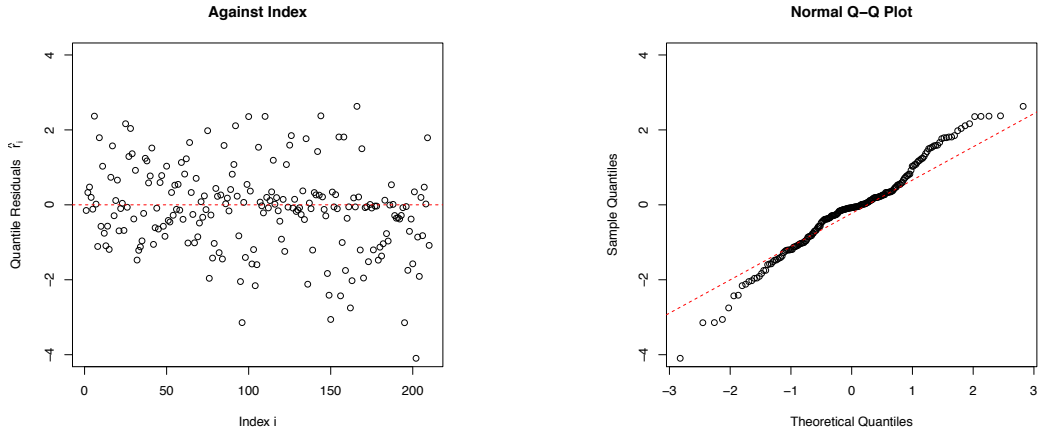 Against Index
Quantile Residuals r̂i
4
2
0
−2
−4
0 50 100 150 200
Index i
Normal Q−Q Plot
Sample Quantiles
4
2
0
−2
−4
−3 −2 −1 0 1 2 3
Theoretical Quantiles